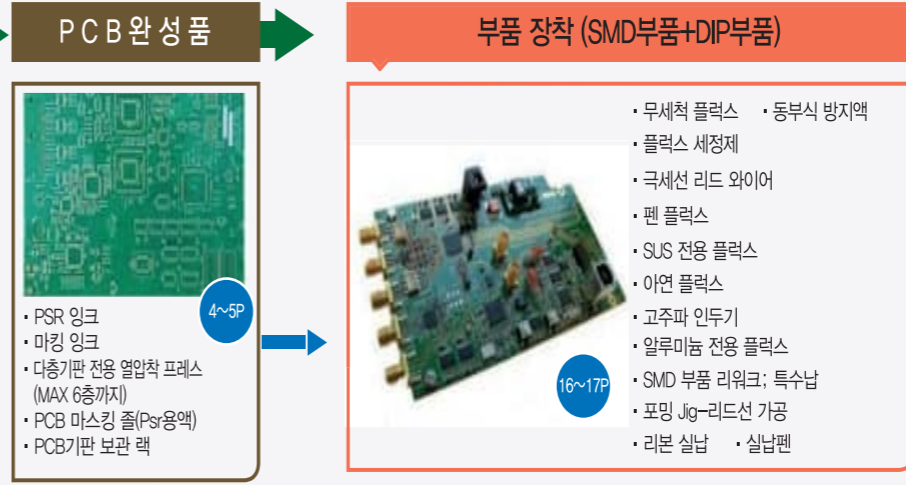 PCB완성품
부품 장착 (SMD부품+DIP부품)
4~5P
· PSR 잉크
· 마킹 잉크
· 다층기판 전용 열압착 프레스
(MAX 6층까지)
· PCB 마스킹 졸(Psr용액)
· PCB기판 보관 랙
16~17P
· 무세척 플럭스 · 동부식 방지액
· 플럭스 세정제
· 극세선 리드 와이어
· 펜 플럭스
· SUS 전용 플럭스
· 아연 플럭스
· 고주파 인두기
· 알루미늄 전용 플럭스
· SMD 부품 리워크; 특수납
· 포밍 Jig-리드선 가공
· 리본 실납 · 실납펜